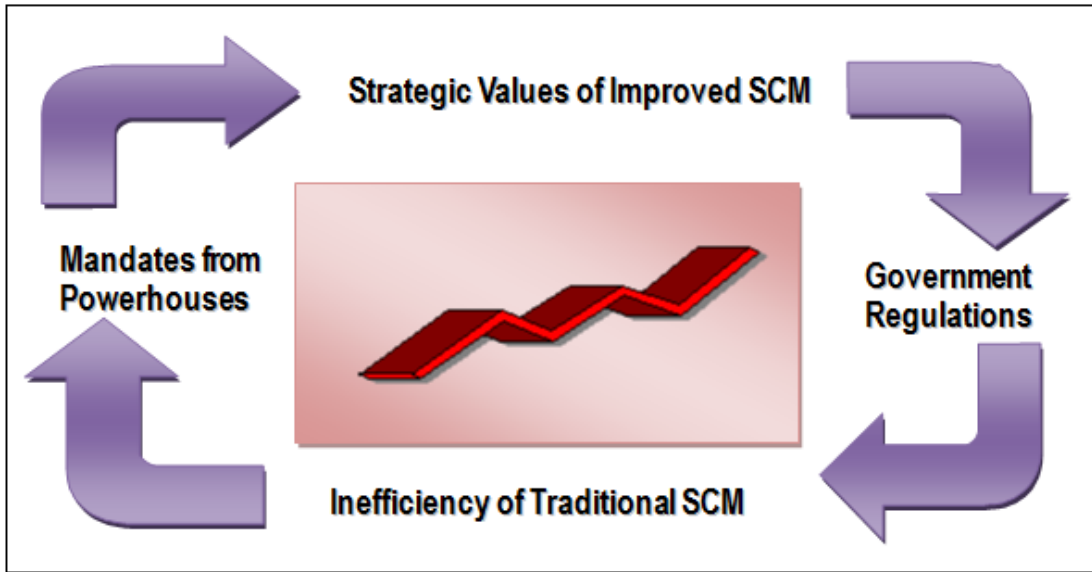 Strategic Values of Improved SCM
Mandates from
Powerhouses
Government
Regulations
Inefficiency of Traditional SCM